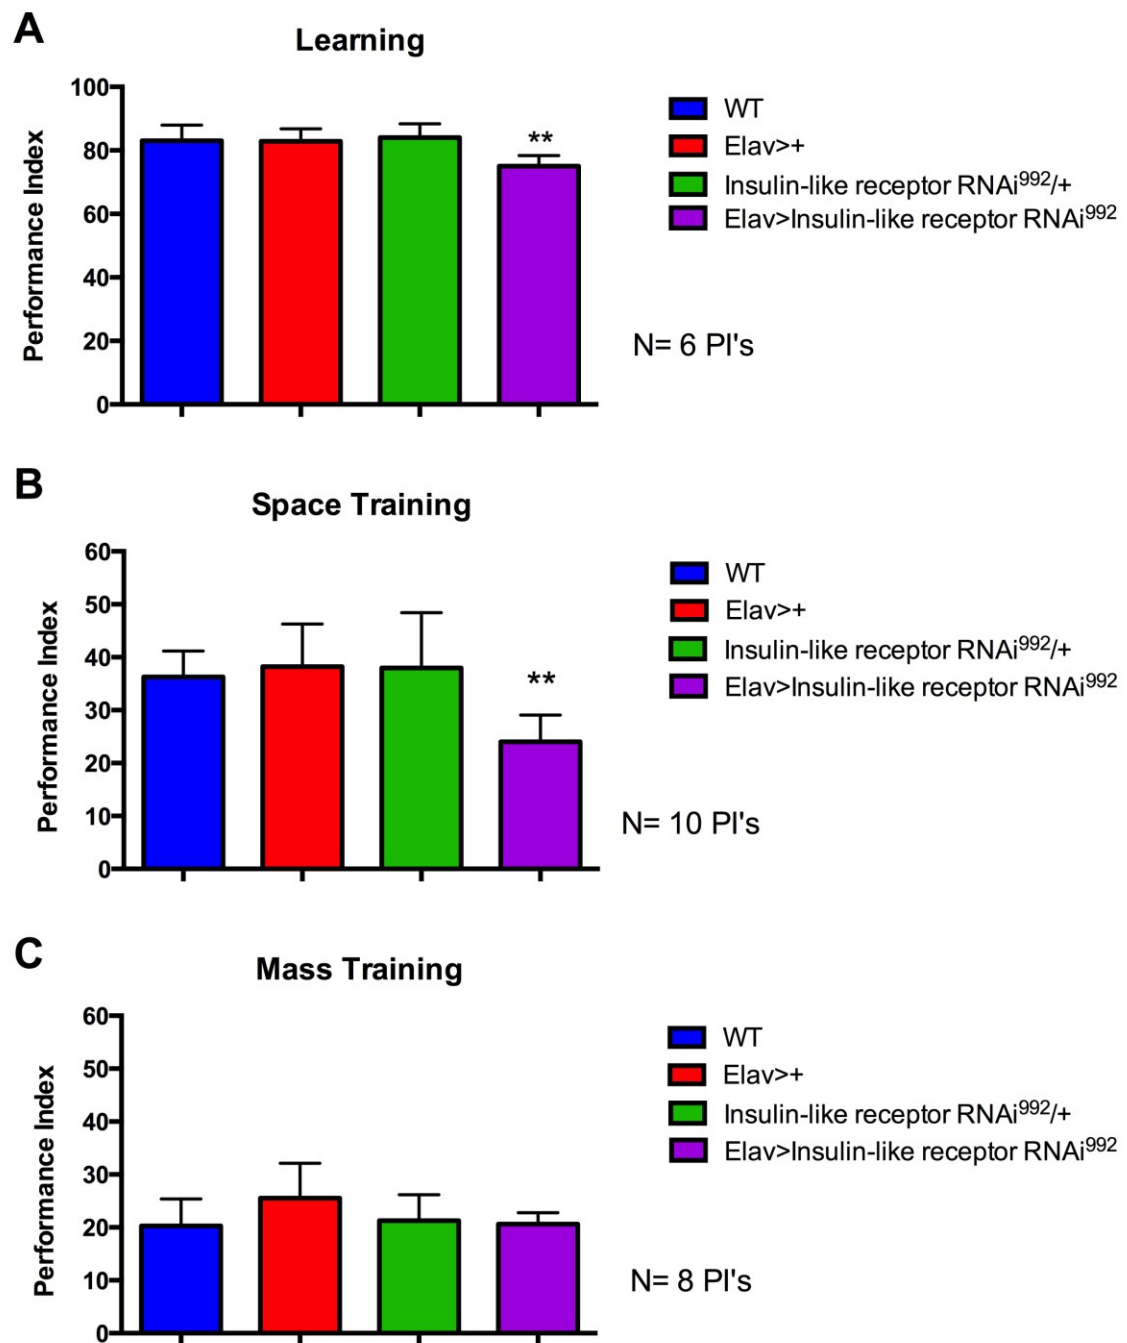 A
Learning
Performance Index
100
80
60
40
20
0
**
WT
Elav>+
Insulin-like receptor RNAi⁹⁹²/+
Elav>Insulin-like receptor RNAi⁹⁹²
N= 6 PI's
B
Space Training
Performance Index
60
50
40
30
20
10
0
**
WT
Elav>+
Insulin-like receptor RNAi⁹⁹²/+
Elav>Insulin-like receptor RNAi⁹⁹²
N= 10 PI's
C
Mass Training
Performance Index
60
50
40
30
20
10
0
WT
Elav>+
Insulin-like receptor RNAi⁹⁹²/+
Elav>Insulin-like receptor RNAi⁹⁹²
N= 8 PI's